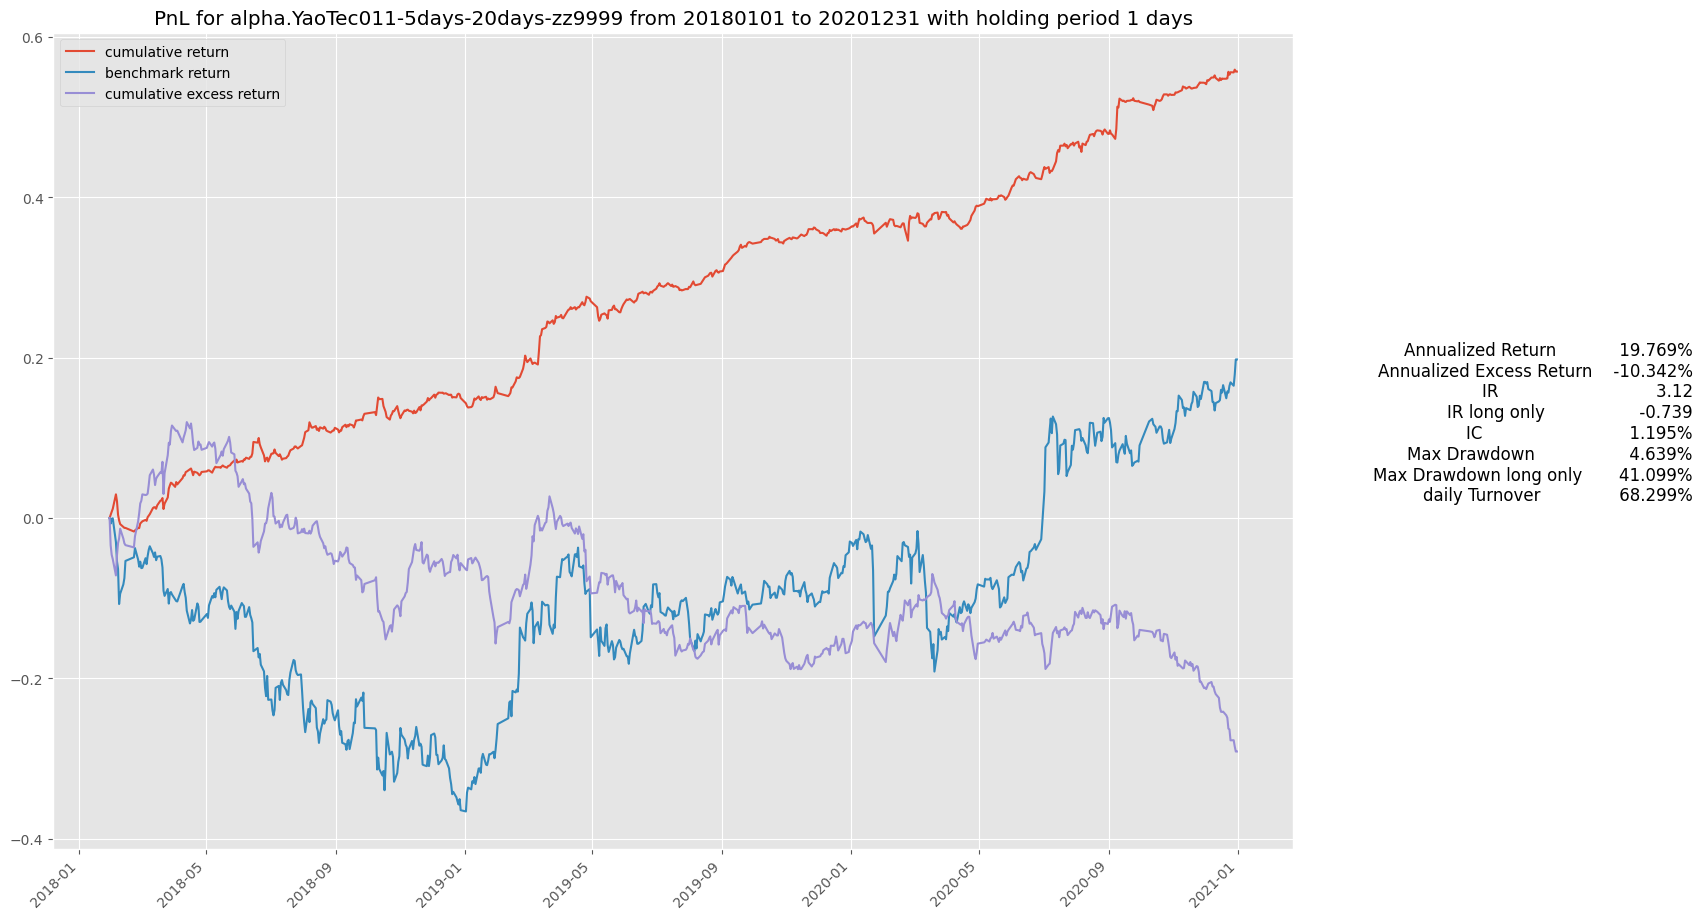 PnL for alpha.YaoTec011-5days-20days-zz9999 from 20180101 to 20201231 with holding period 1 days
cumulative return
benchmark return
cumulative excess return
0.6
0.4
0.2
0.0
−0.2
−0.4
2018-01
2018-05
2018-09
2019-01
2019-05
2019-09
2020-01
2020-05
2020-09
2021-01
Annualized Return 19.769%
Annualized Excess Return -10.342%
IR 3.12
IR long only -0.739
IC 1.195%
Max Drawdown 4.639%
Max Drawdown long only 41.099%
daily Turnover 68.299%